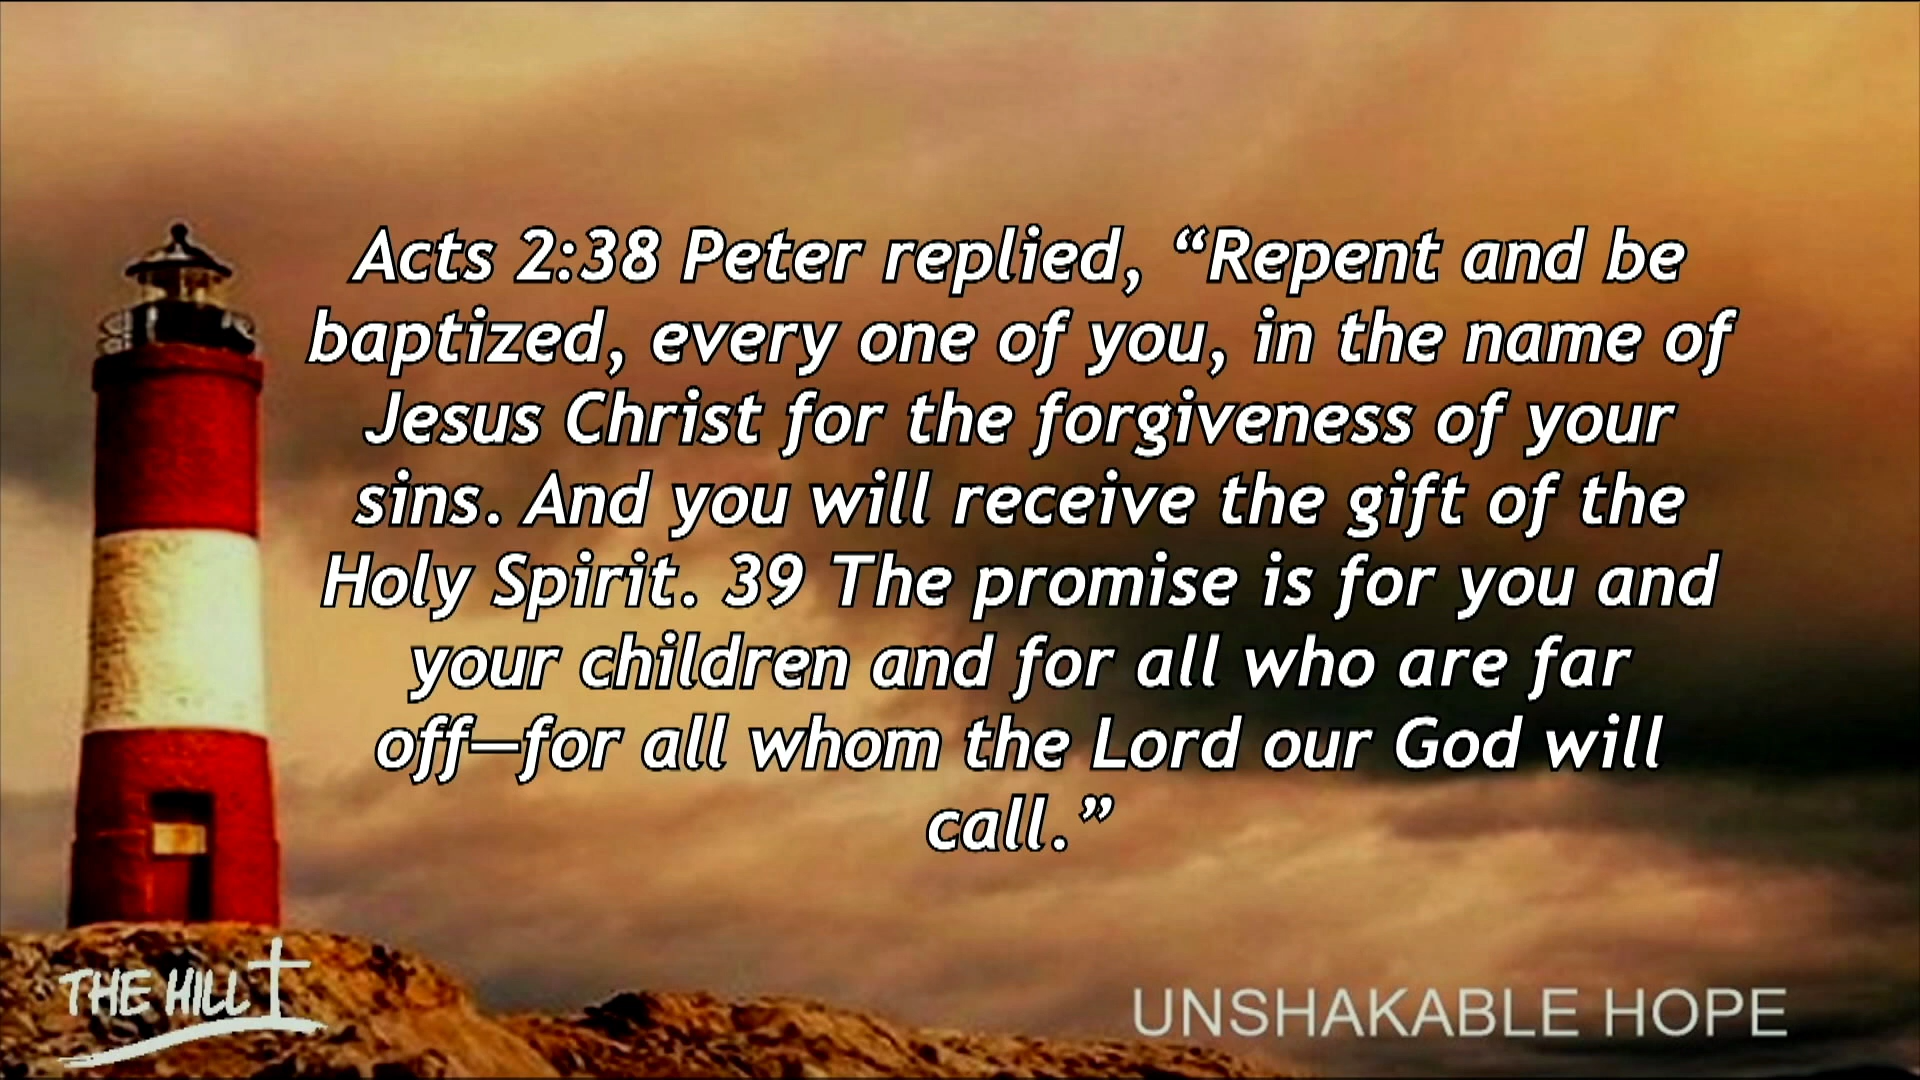 Acts 2:38 Peter replied, “Repent and be
baptized, every one of you, in the name of
Jesus Christ for the forgiveness of your
sins. And you will receive the gift of the
Holy Spirit. 39 The promise is for you and
your children and for all who are far
off—for all whom the Lord our God will
call.”
THE HILL
UNSHAKABLE HOPE